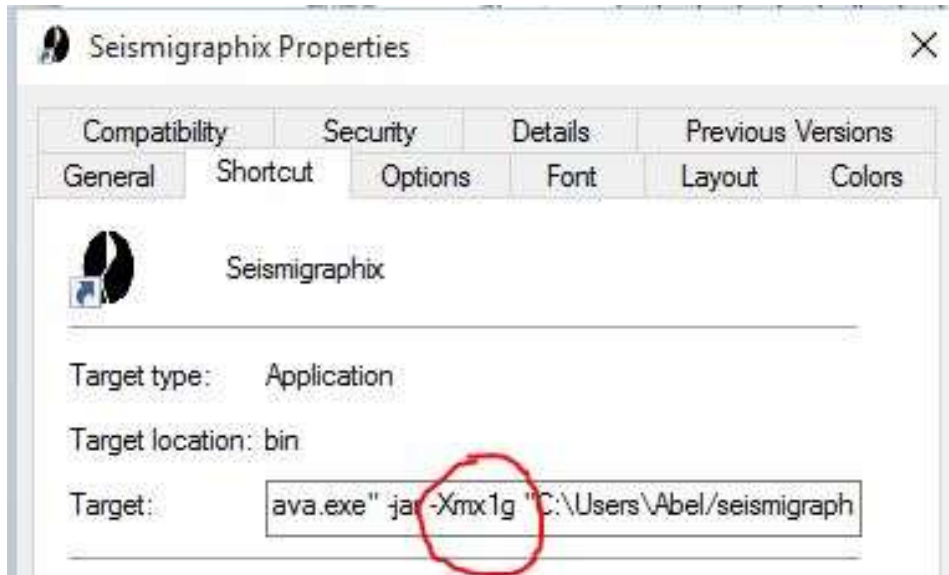 Seismigraphix Properties
Compatibility Security Details Previous Versions
General Shortcut Options Font Layout Colors
Seismigraphix
Target type: Application
Target location: bin
Target: ava.exe" -jar -Xmx1g "C:\Users\Abel/seismigraph